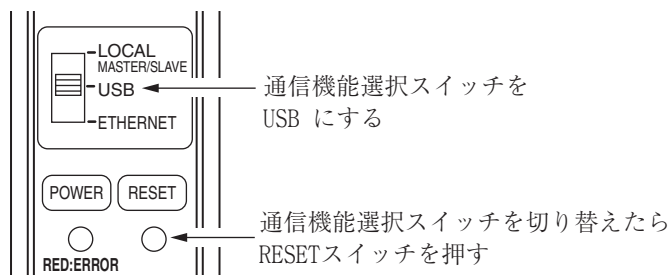 LOCAL
MASTER/SLAVE
USB
ETHERNET
通信機能選択スイッチを
USB にする
POWER
RESET
RED:ERROR
通信機能選択スイッチを切り替えたら
RESETスイッチを押す